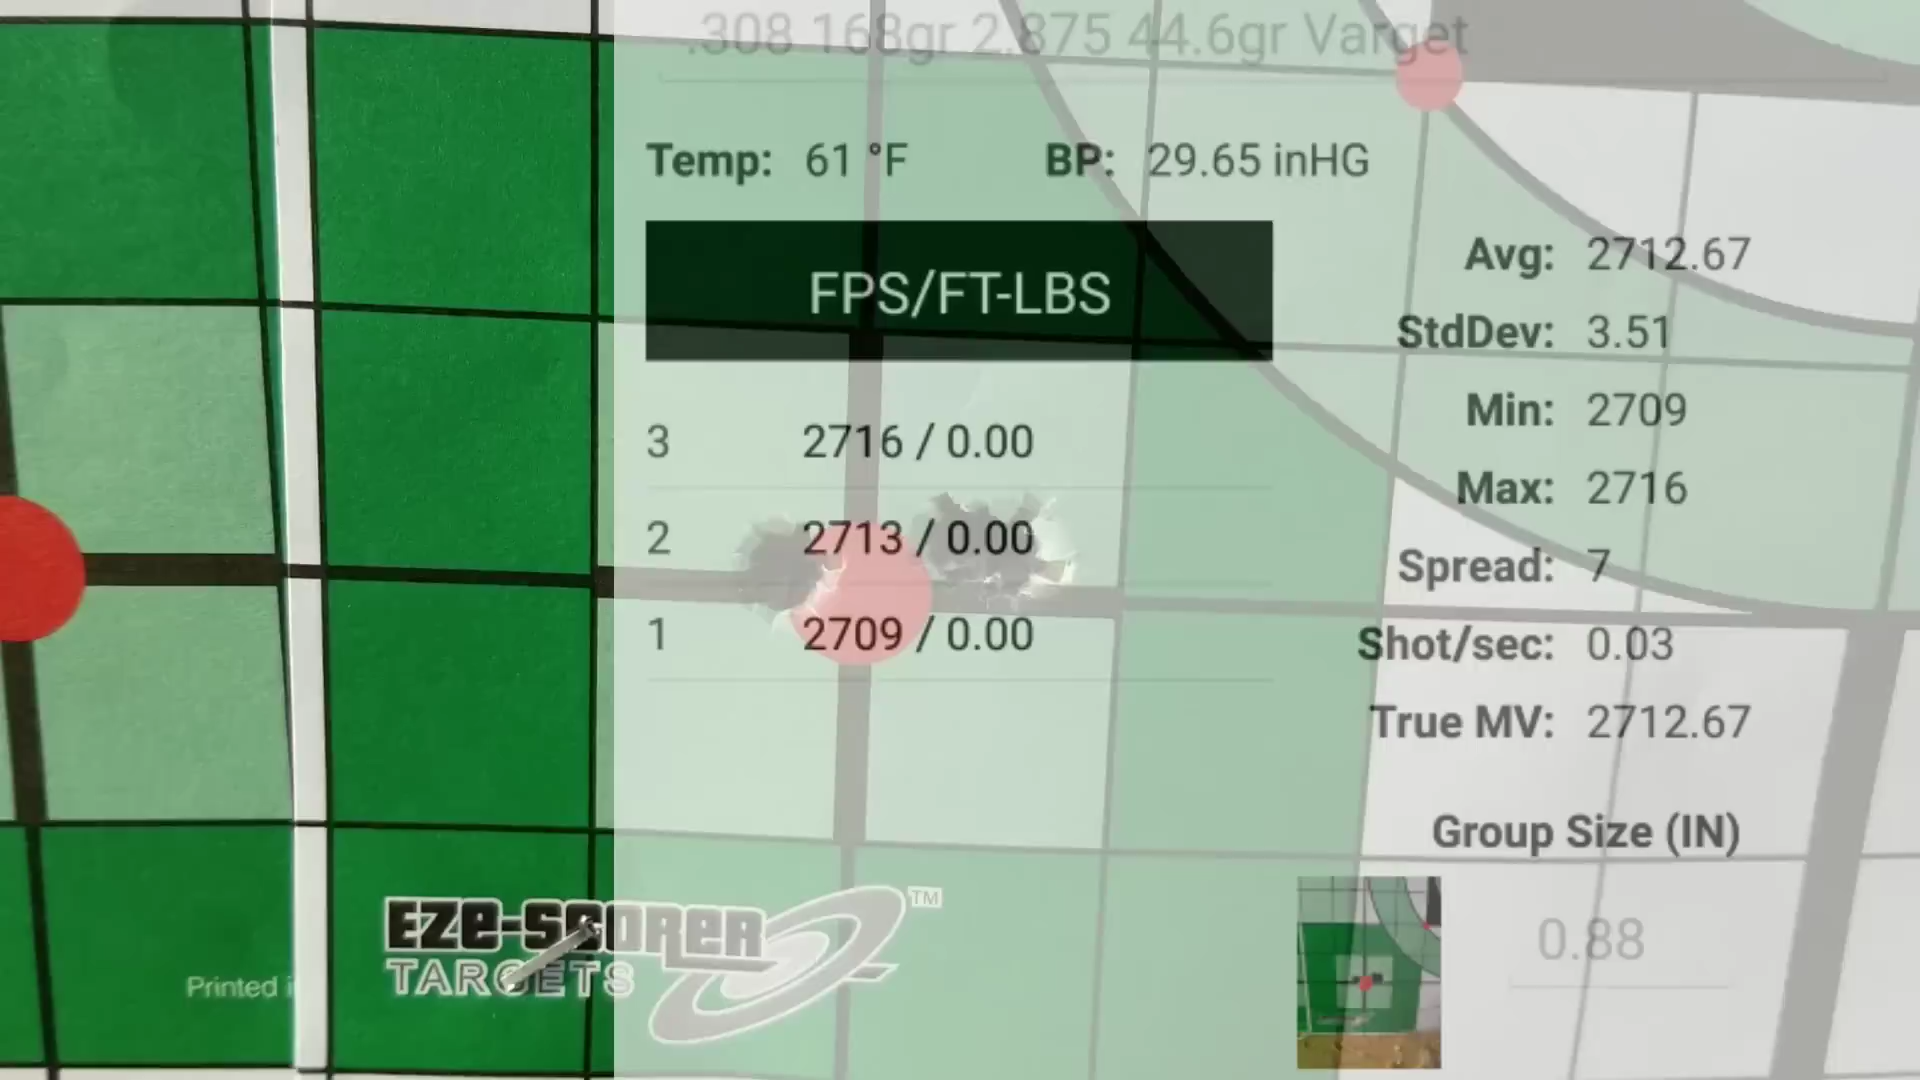 .308 168gr 2.875 44.6gr Varget
Temp: 61 °F BP: 29.65 inHG
FPS/FT-LBS
3 2716 / 0.00
2 2713 / 0.00
1 2709 / 0.00
Avg: 2712.67
StdDev: 3.51
Min: 2709
Max: 2716
Spread: 7
Shot/sec: 0.03
True MV: 2712.67
Group Size (IN)
0.88
EZE-SCORER TM
TARGETS
Printed